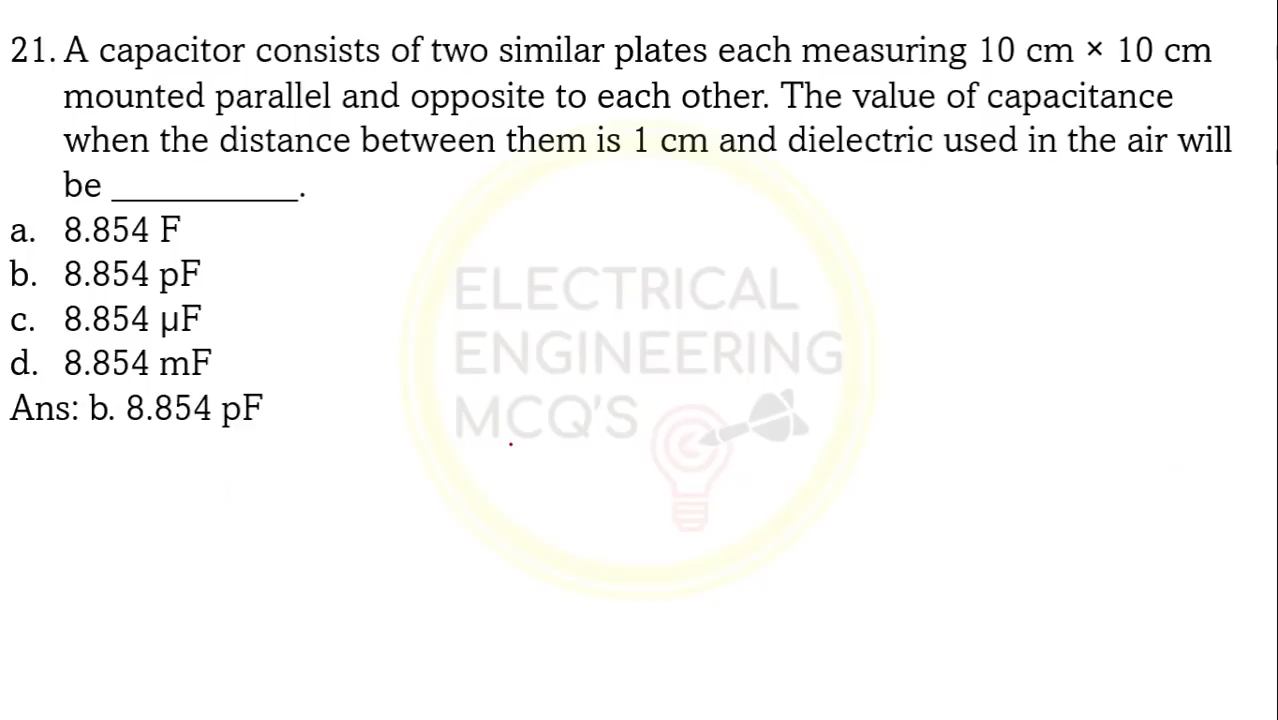 21. A capacitor consists of two similar plates each measuring 10 cm × 10 cm
mounted parallel and opposite to each other. The value of capacitance
when the distance between them is 1 cm and dielectric used in the air will
be __________.
a. 8.854 F
b. 8.854 pF
c. 8.854 µF
d. 8.854 mF
Ans: b. 8.854 pF
ELECTRICAL
ENGINEERING
MCQ'S